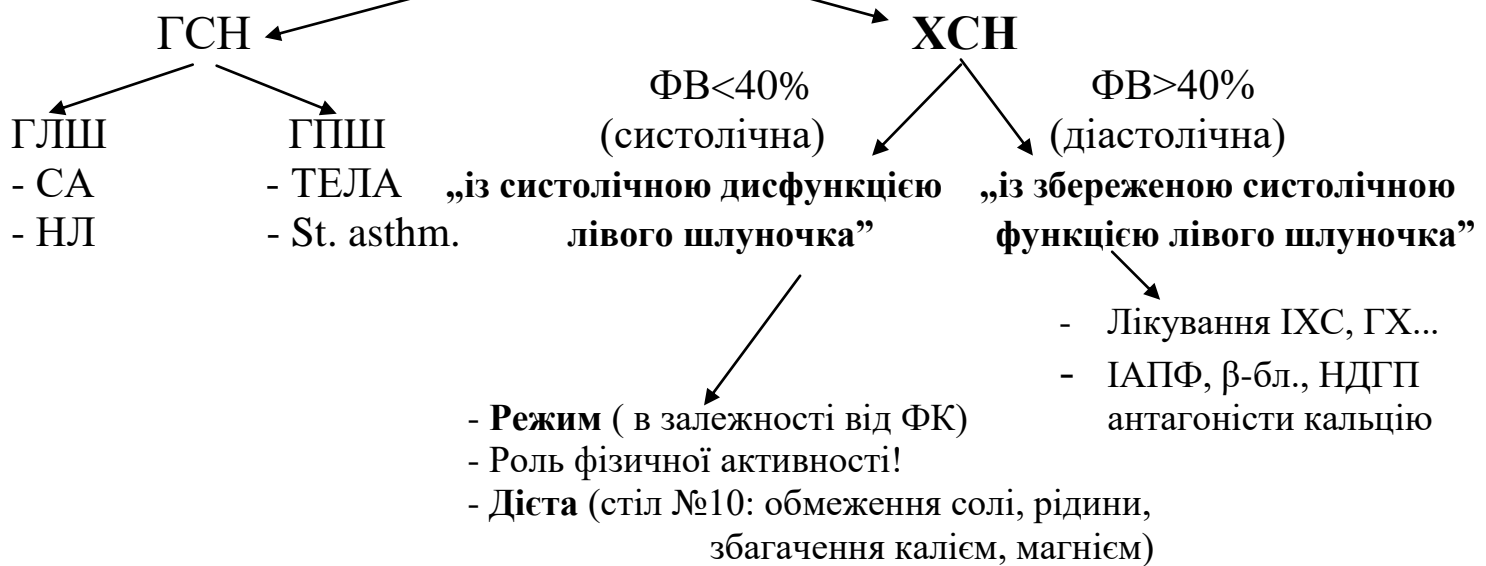 ГСН
ХСН
ФВ<40%
ФВ>40%
ГЛШ
ГПШ
(систолічна)
(діастолічна)
- СА
- ТЕЛА
„із систолічною дисфункцією
„із збереженою систолічною
- НЛ
- St. asthm.
лівого шлуночка”
функцією лівого шлуночка”
- Лікування ІХС, ГХ...
- ІАПФ, β-бл., НДГП
антагоністи кальцію
- Режим ( в залежності від ФК)
- Роль фізичної активності!
- Дієта (стіл №10: обмеження солі, рідини,
збагачення калієм, магнієм)